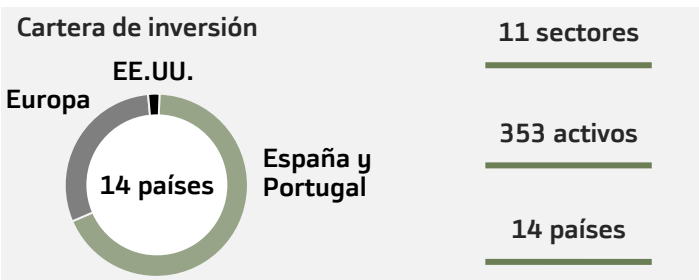 Cartera de inversión
EE.UU.
Europa
14 países
España y
Portugal
11 sectores
353 activos
14 países